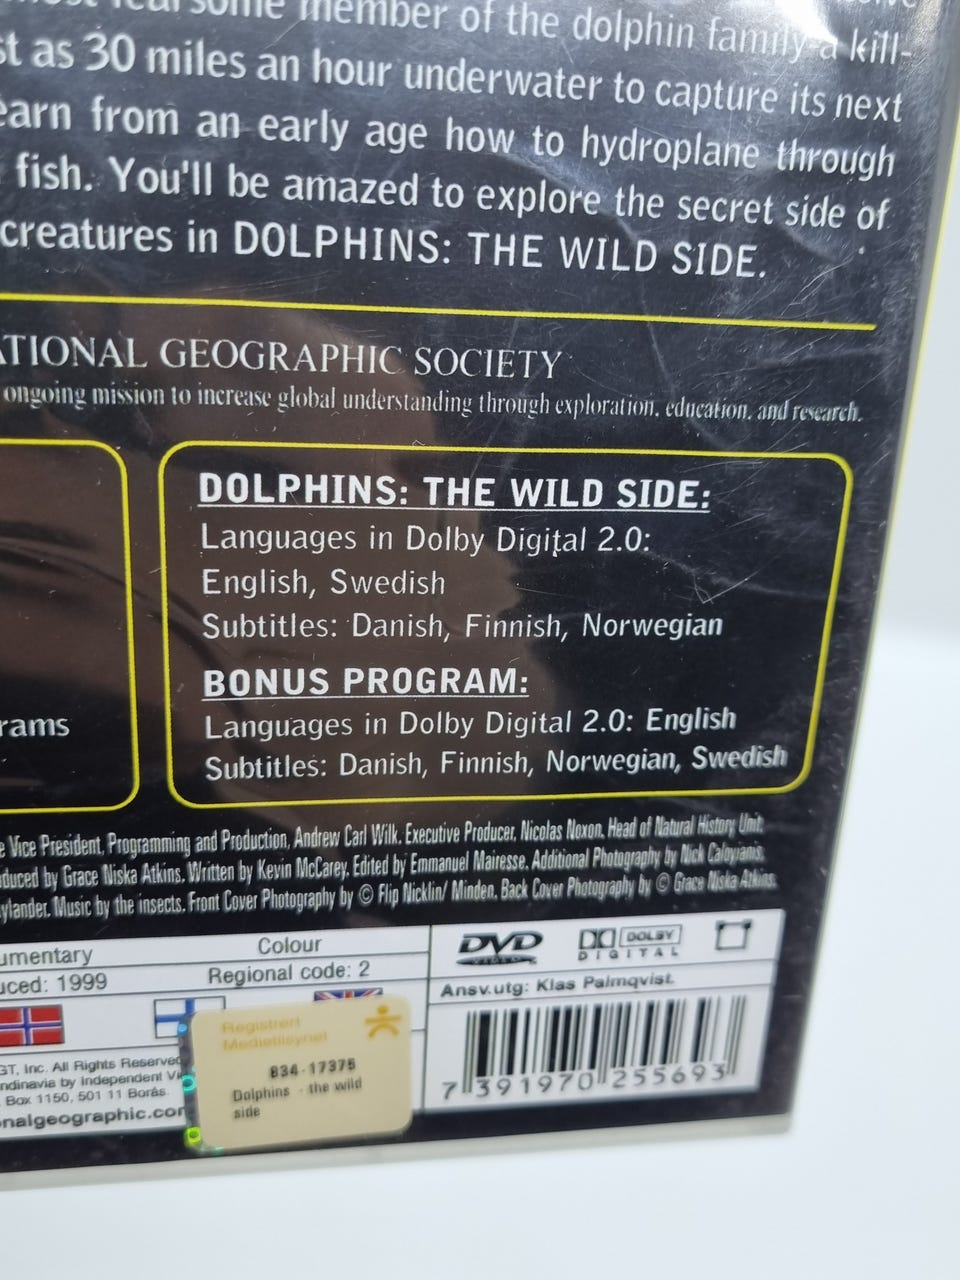 fearsome member of the dolphin family-a kill-
as 30 miles an hour underwater to capture its next
from an early age how to hydroplane through
fish. You'll be amazed to explore the secret side of
creatures in DOLPHINS: THE WILD SIDE.
ATIONAL GEOGRAPHIC SOCIETY
ongoing mission to increase global understanding through exploration, education, and research.
DOLPHINS: THE WILD SIDE:
Languages in Dolby Digital 2.0:
English, Swedish
Subtitles: Danish, Finnish, Norwegian
BONUS PROGRAM:
Languages in Dolby Digital 2.0: English
rams
Subtitles: Danish, Finnish, Norwegian, Swedish
Vice President, Programming and Production, Andrew Carl Wilk. Executive Producer, Nicolas Noxon. Head of Natural History Unit
duced by Grace Niska Atkins. Written by Kevin McCarey. Edited by Emmanuel Mairesse. Additional Photography by Nick Caloyianis.
ylander. Music by the insects. Front Cover Photography by © Flip Nicklin/ Minden. Back Cover Photography by © Grace Niska Atkins.
umentary
Colour
uced: 1999
Regional code: 2
DVD
VIDEO
DOLBY
DIGITAL
Ansv.utg: Klas Palmqvist.
GT, Inc. All Rights Reserved
ndinavia by Independent Vi
Box 1150, 501 11 Borås.
nalgeographic.com
Registrert
Medietilsynet
834-17375
Dolphins - the wild
side
7 391970 255693